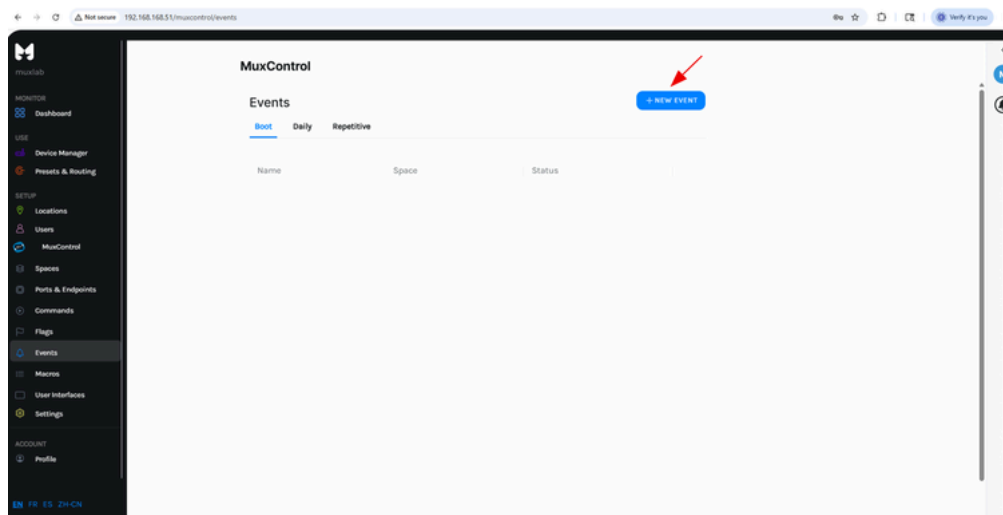 Not secure 192.168.168.51/muxcontrol/events
Verify it's you
muxlab
MONITOR
Dashboard
USE
Device Manager
Presets & Routing
SETUP
Locations
Users
MuxControl
Spaces
Ports & Endpoints
Commands
Flags
Events
Macros
User Interfaces
Settings
ACCOUNT
Profile
EN FR ES ZH-CN
MuxControl
Events
+ NEW EVENT
Boot Daily Repetitive
Name Space Status